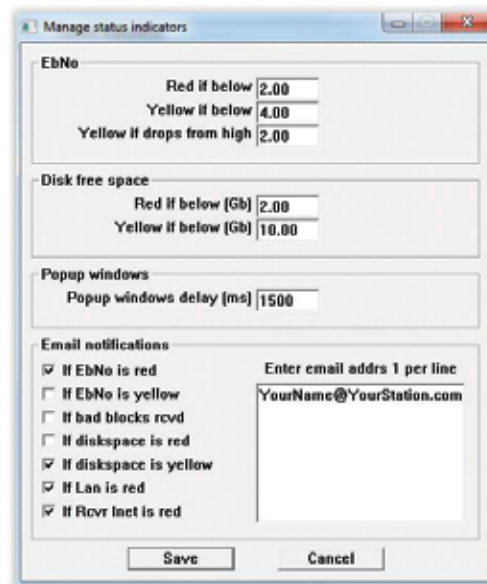 Manage status indicators
EbNo
Red if below 2.00
Yellow if below 4.00
Yellow if drops from high 2.00
Disk free space
Red if below (Gb) 2.00
Yellow if below (Gb) 10.00
Popup windows
Popup windows delay (ms) 1500
Email notifications
If EbNo is red
If EbNo is yellow
If bad blocks rcvd
If diskspace is red
If diskspace is yellow
If Lan is red
If Rcvr Inet is red
Enter email addrs 1 per line
YourName@YourStation.com
Save Cancel